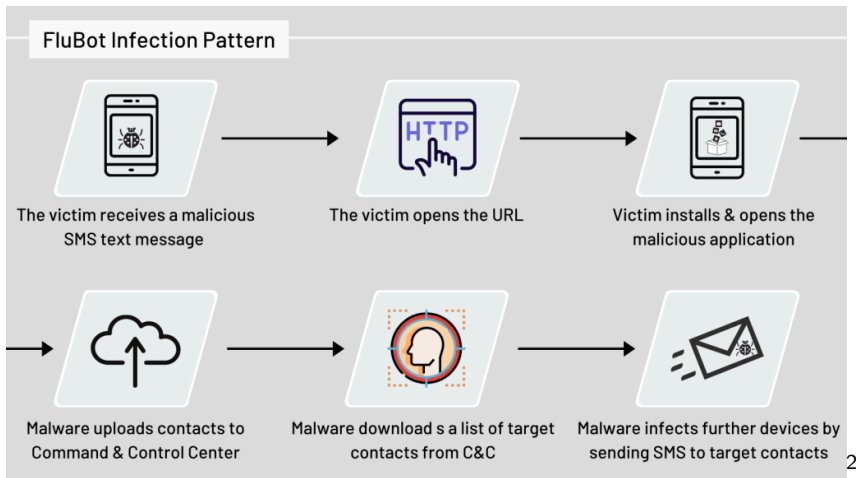 FluBot Infection Pattern
HTTP
The victim receives a malicious
SMS text message
The victim opens the URL
Victim installs & opens the
malicious application
Malware uploads contacts to
Command & Control Center
Malware download s a list of target
contacts from C&C
Malware infects further devices by
sending SMS to target contacts
2